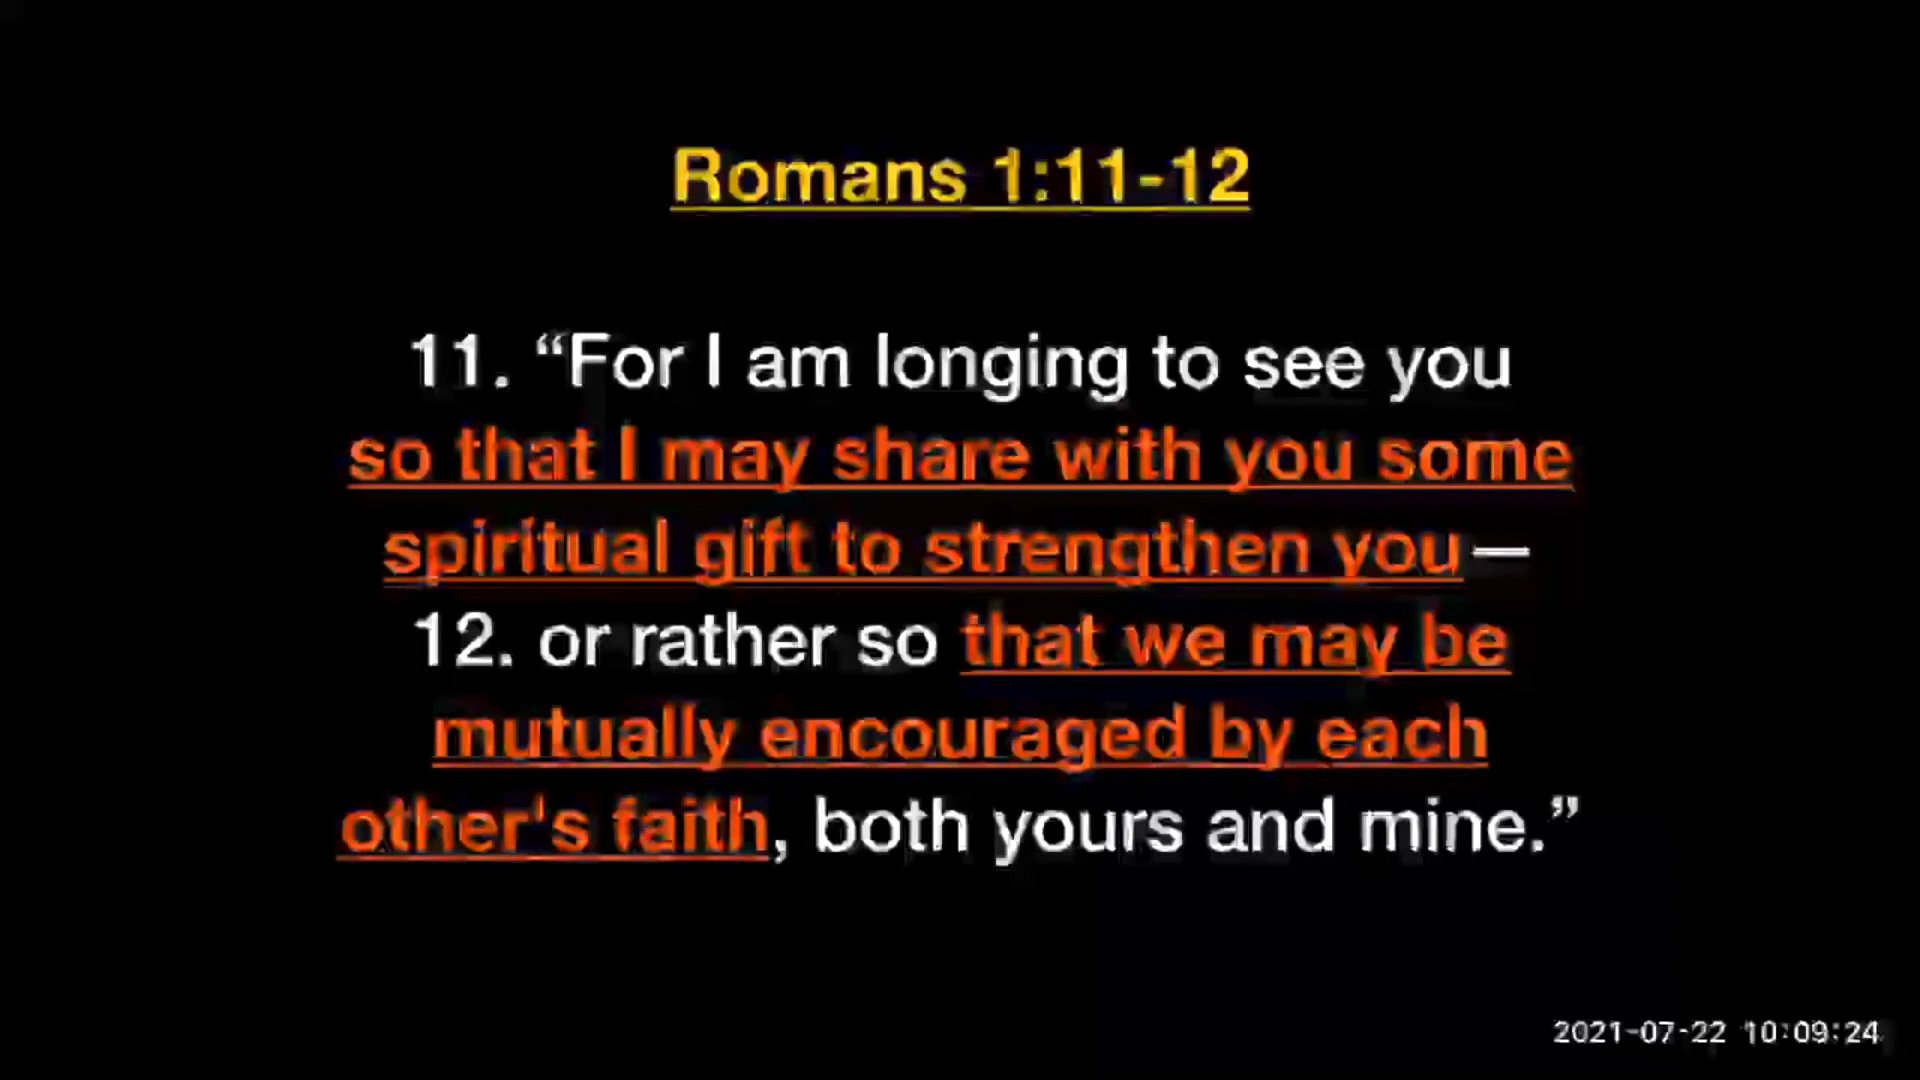 Romans 1:11-12
11. “For I am longing to see you
so that I may share with you some
spiritual gift to strengthen you—
12. or rather so that we may be
mutually encouraged by each
other's faith, both yours and mine.”
2021-07-22 10:09:24